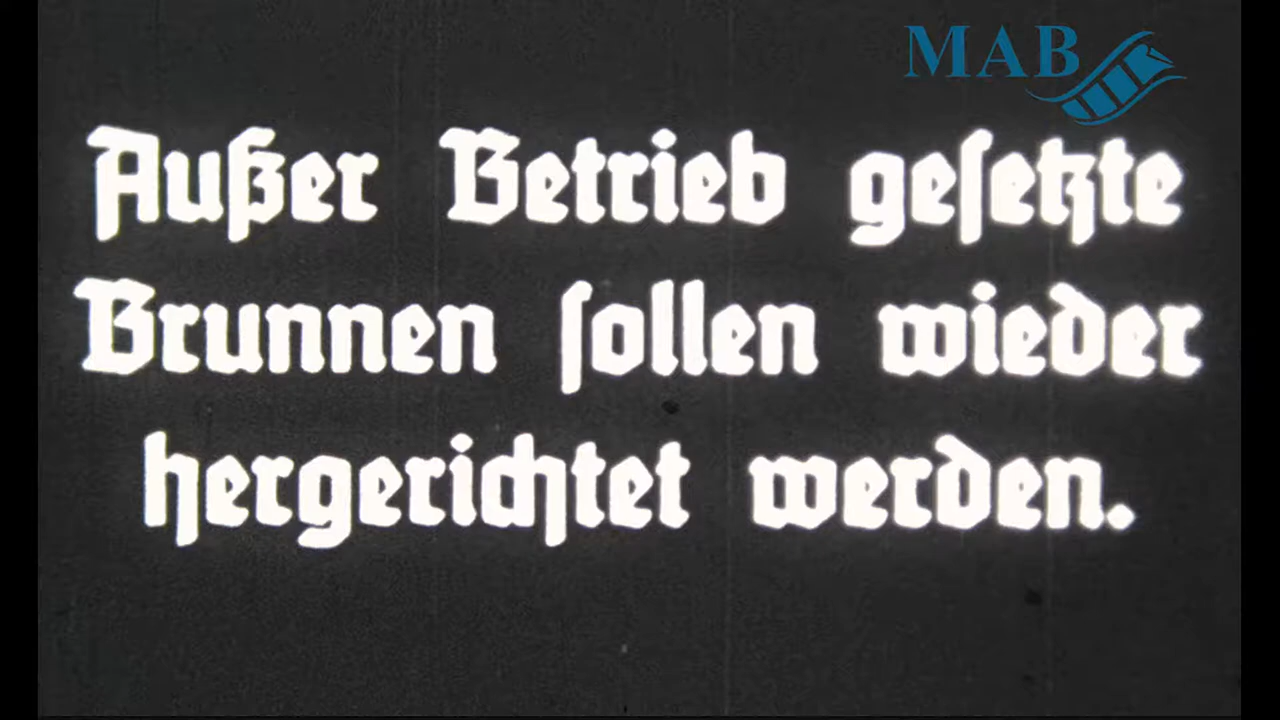 MAB
Außer Betrieb geſetzte
Brunnen ſollen wieder
hergerichtet werden.